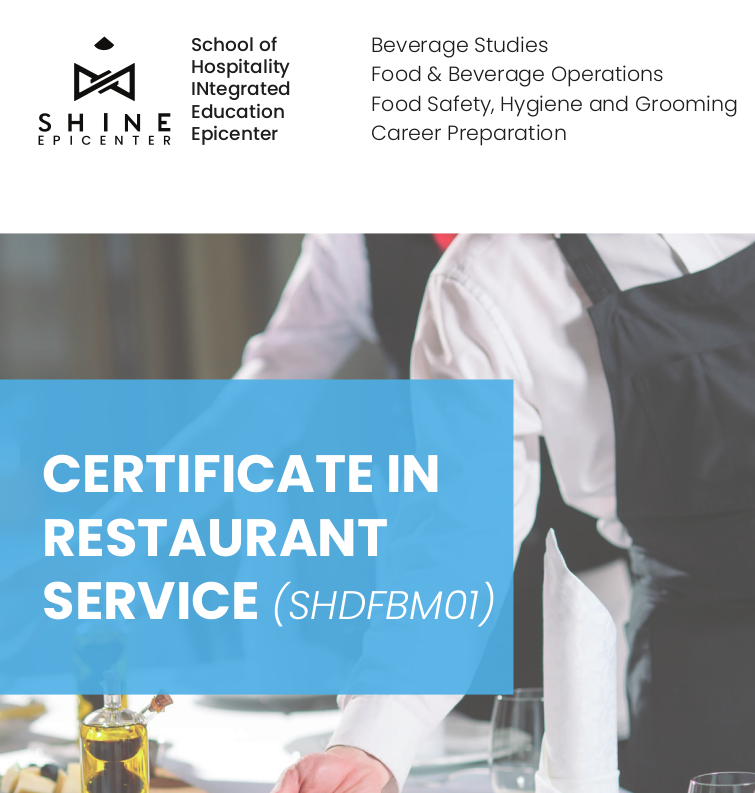 SHINE
EPICENTER
School of
Hospitality
INtegrated
Education
Epicenter
Beverage Studies
Food & Beverage Operations
Food Safety, Hygiene and Grooming
Career Preparation
CERTIFICATE IN
RESTAURANT
SERVICE (SHDFBM01)